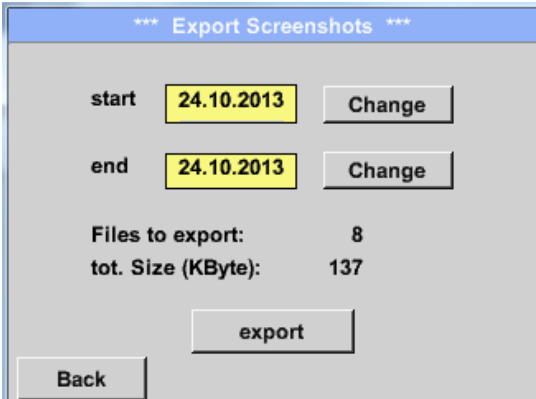 *** Export Screenshots ***
start 24.10.2013 Change
end 24.10.2013 Change
Files to export: 8
tot. Size (KByte): 137
export
Back